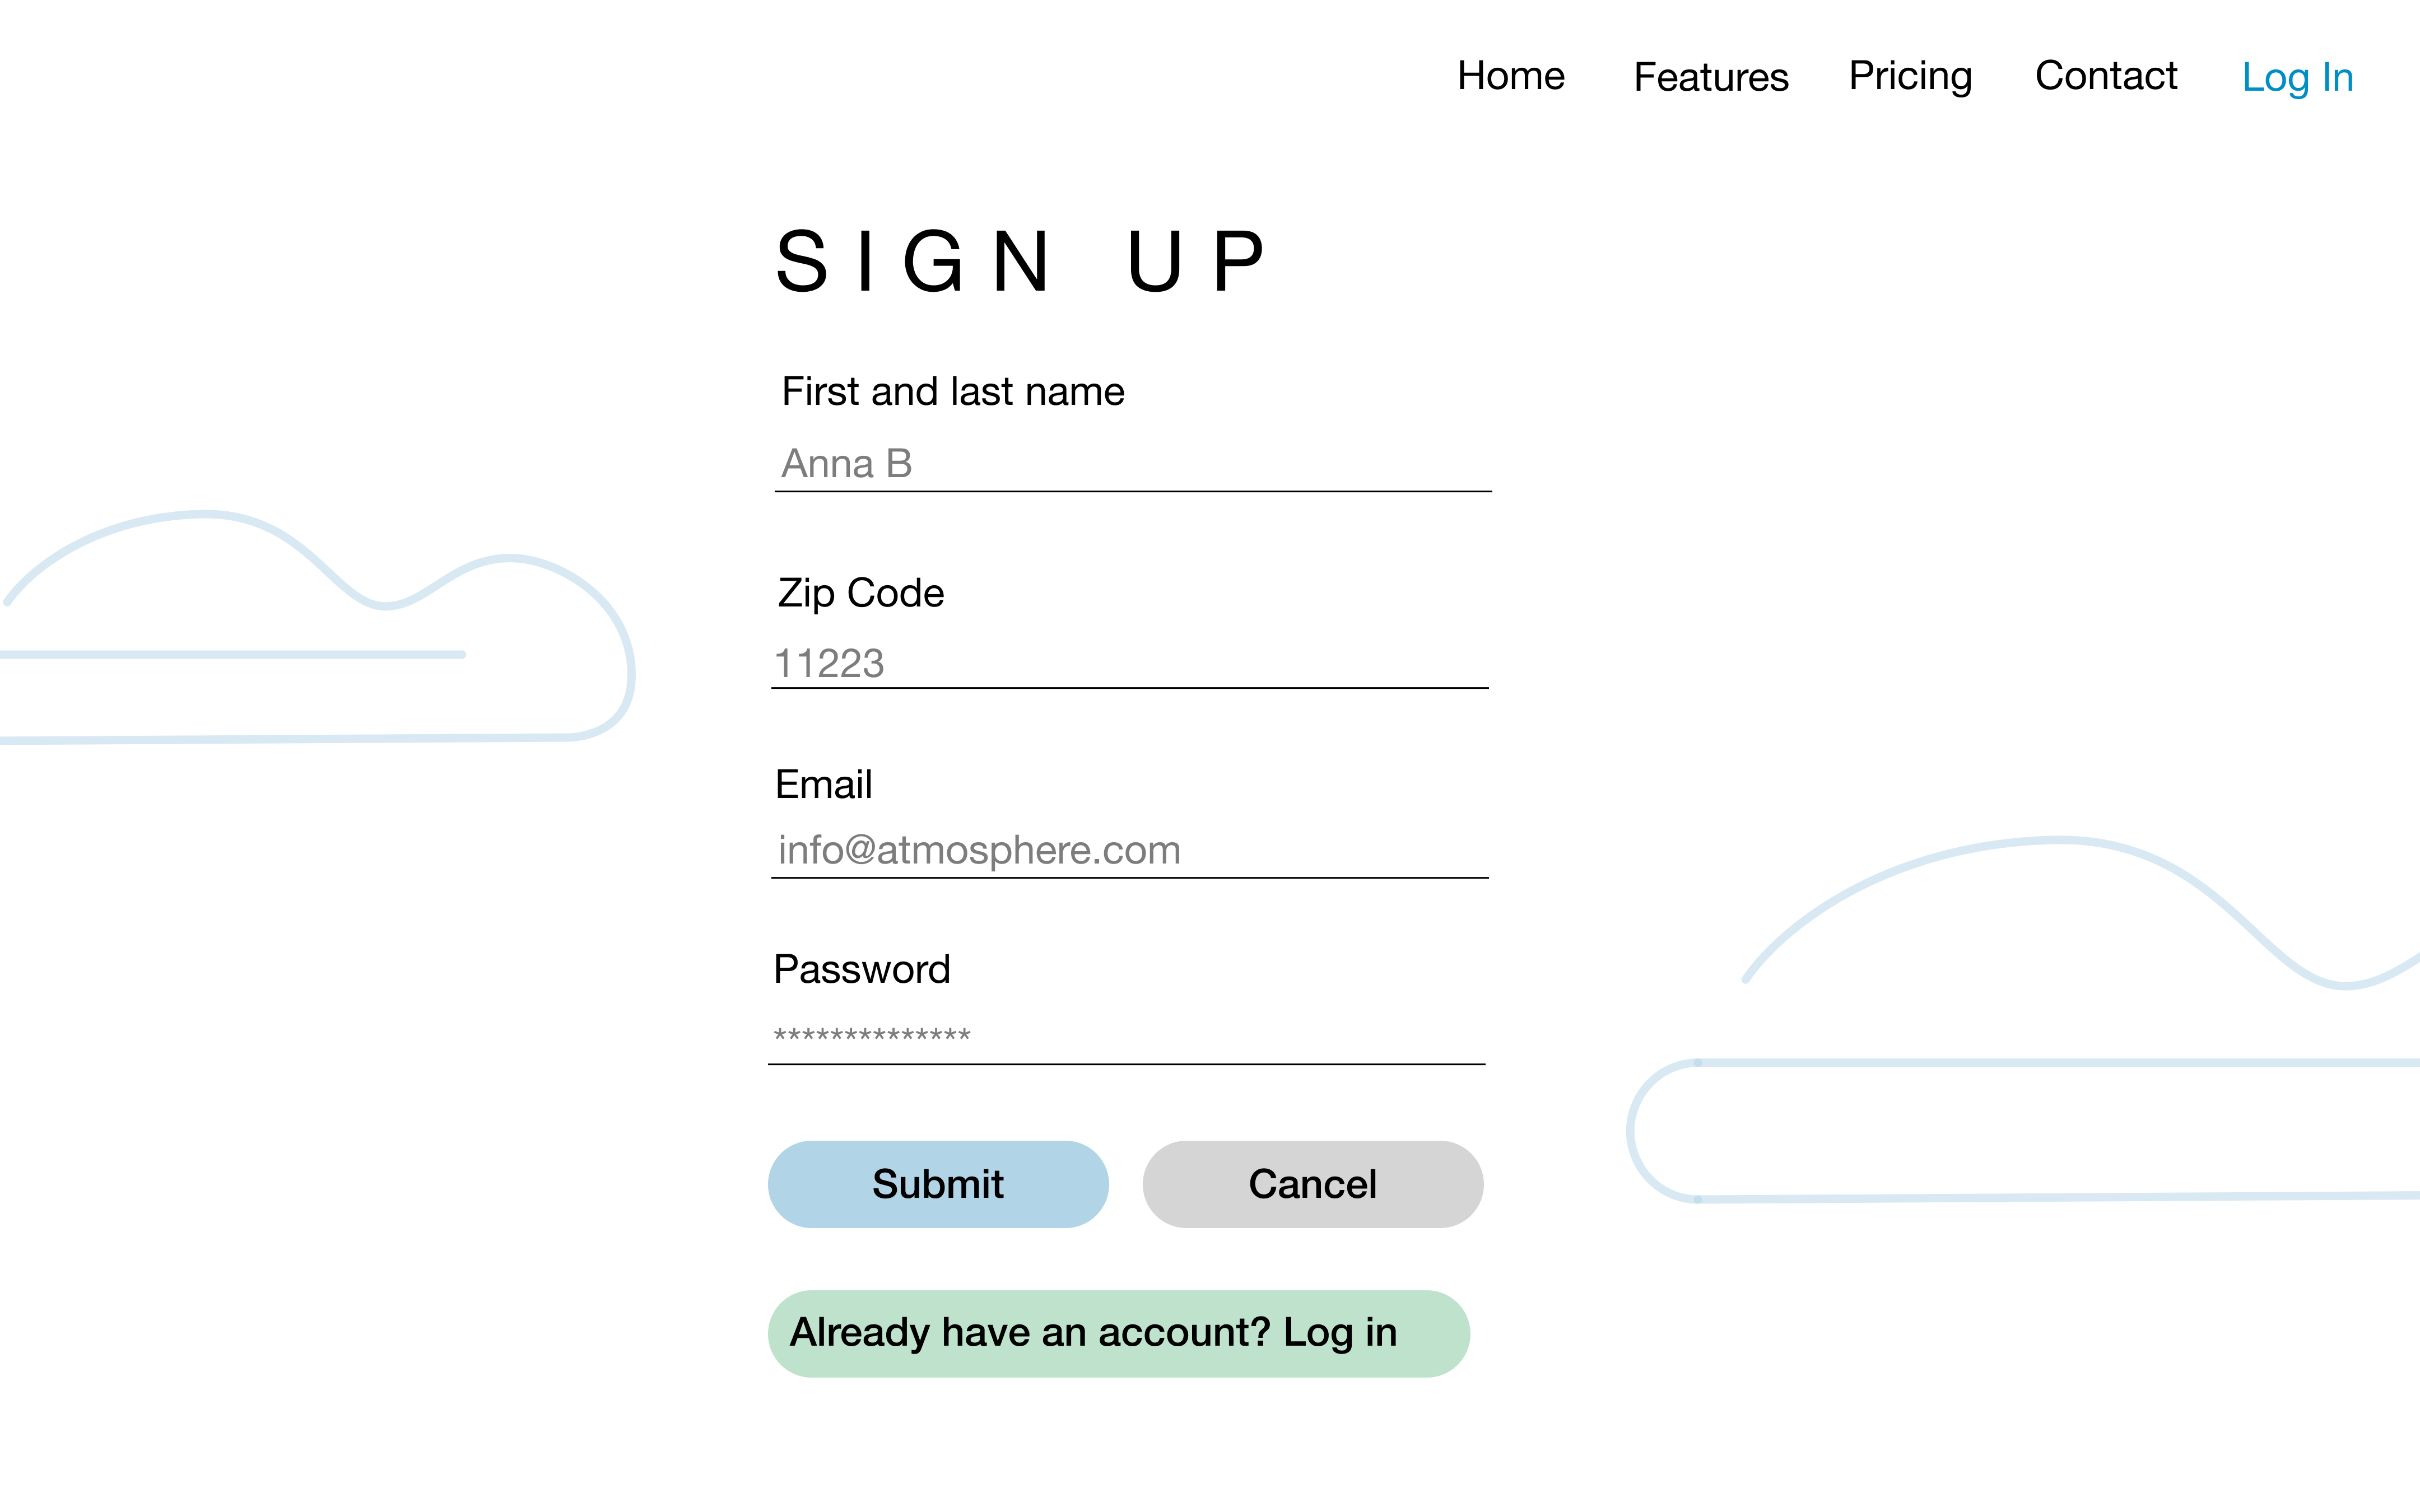 Home Features Pricing Contact Log In
SIGN UP
First and last name
Anna B
Zip Code
11223
Email
info@atmosphere.com
Password
**************
Submit Cancel
Already have an account? Log in